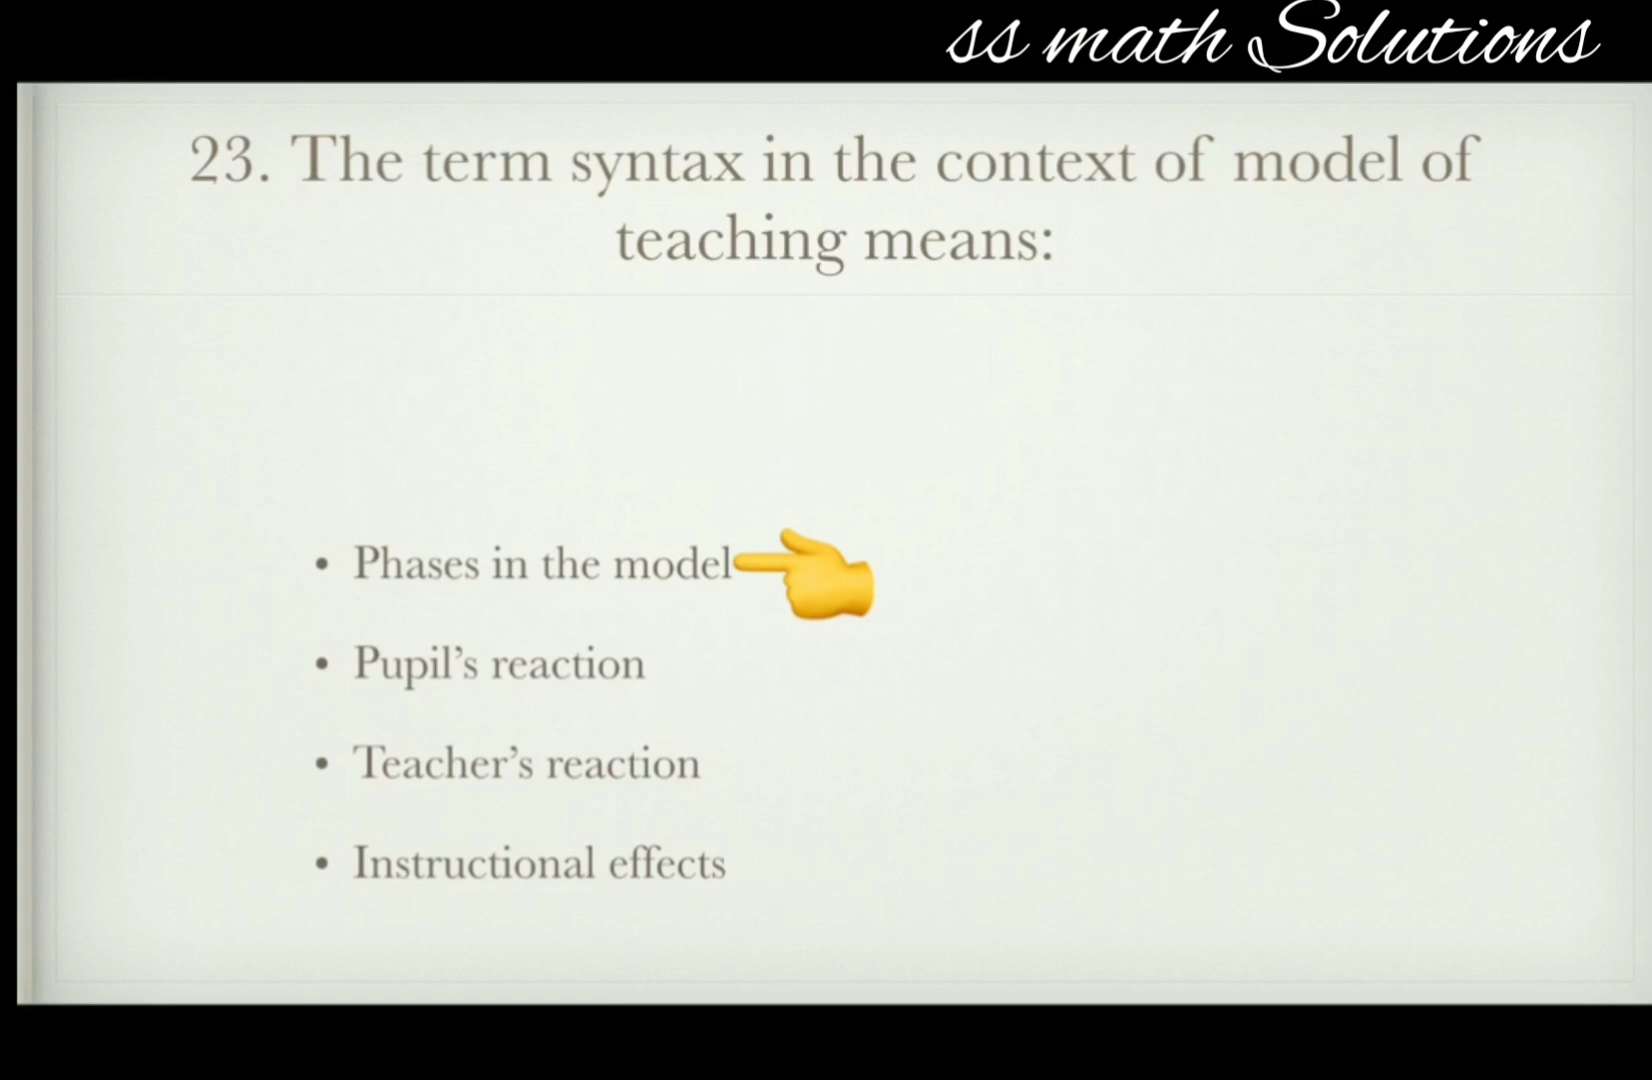 ss math Solutions
23. The term syntax in the context of model of
teaching means:
• Phases in the model
• Pupil’s reaction
• Teacher’s reaction
• Instructional effects